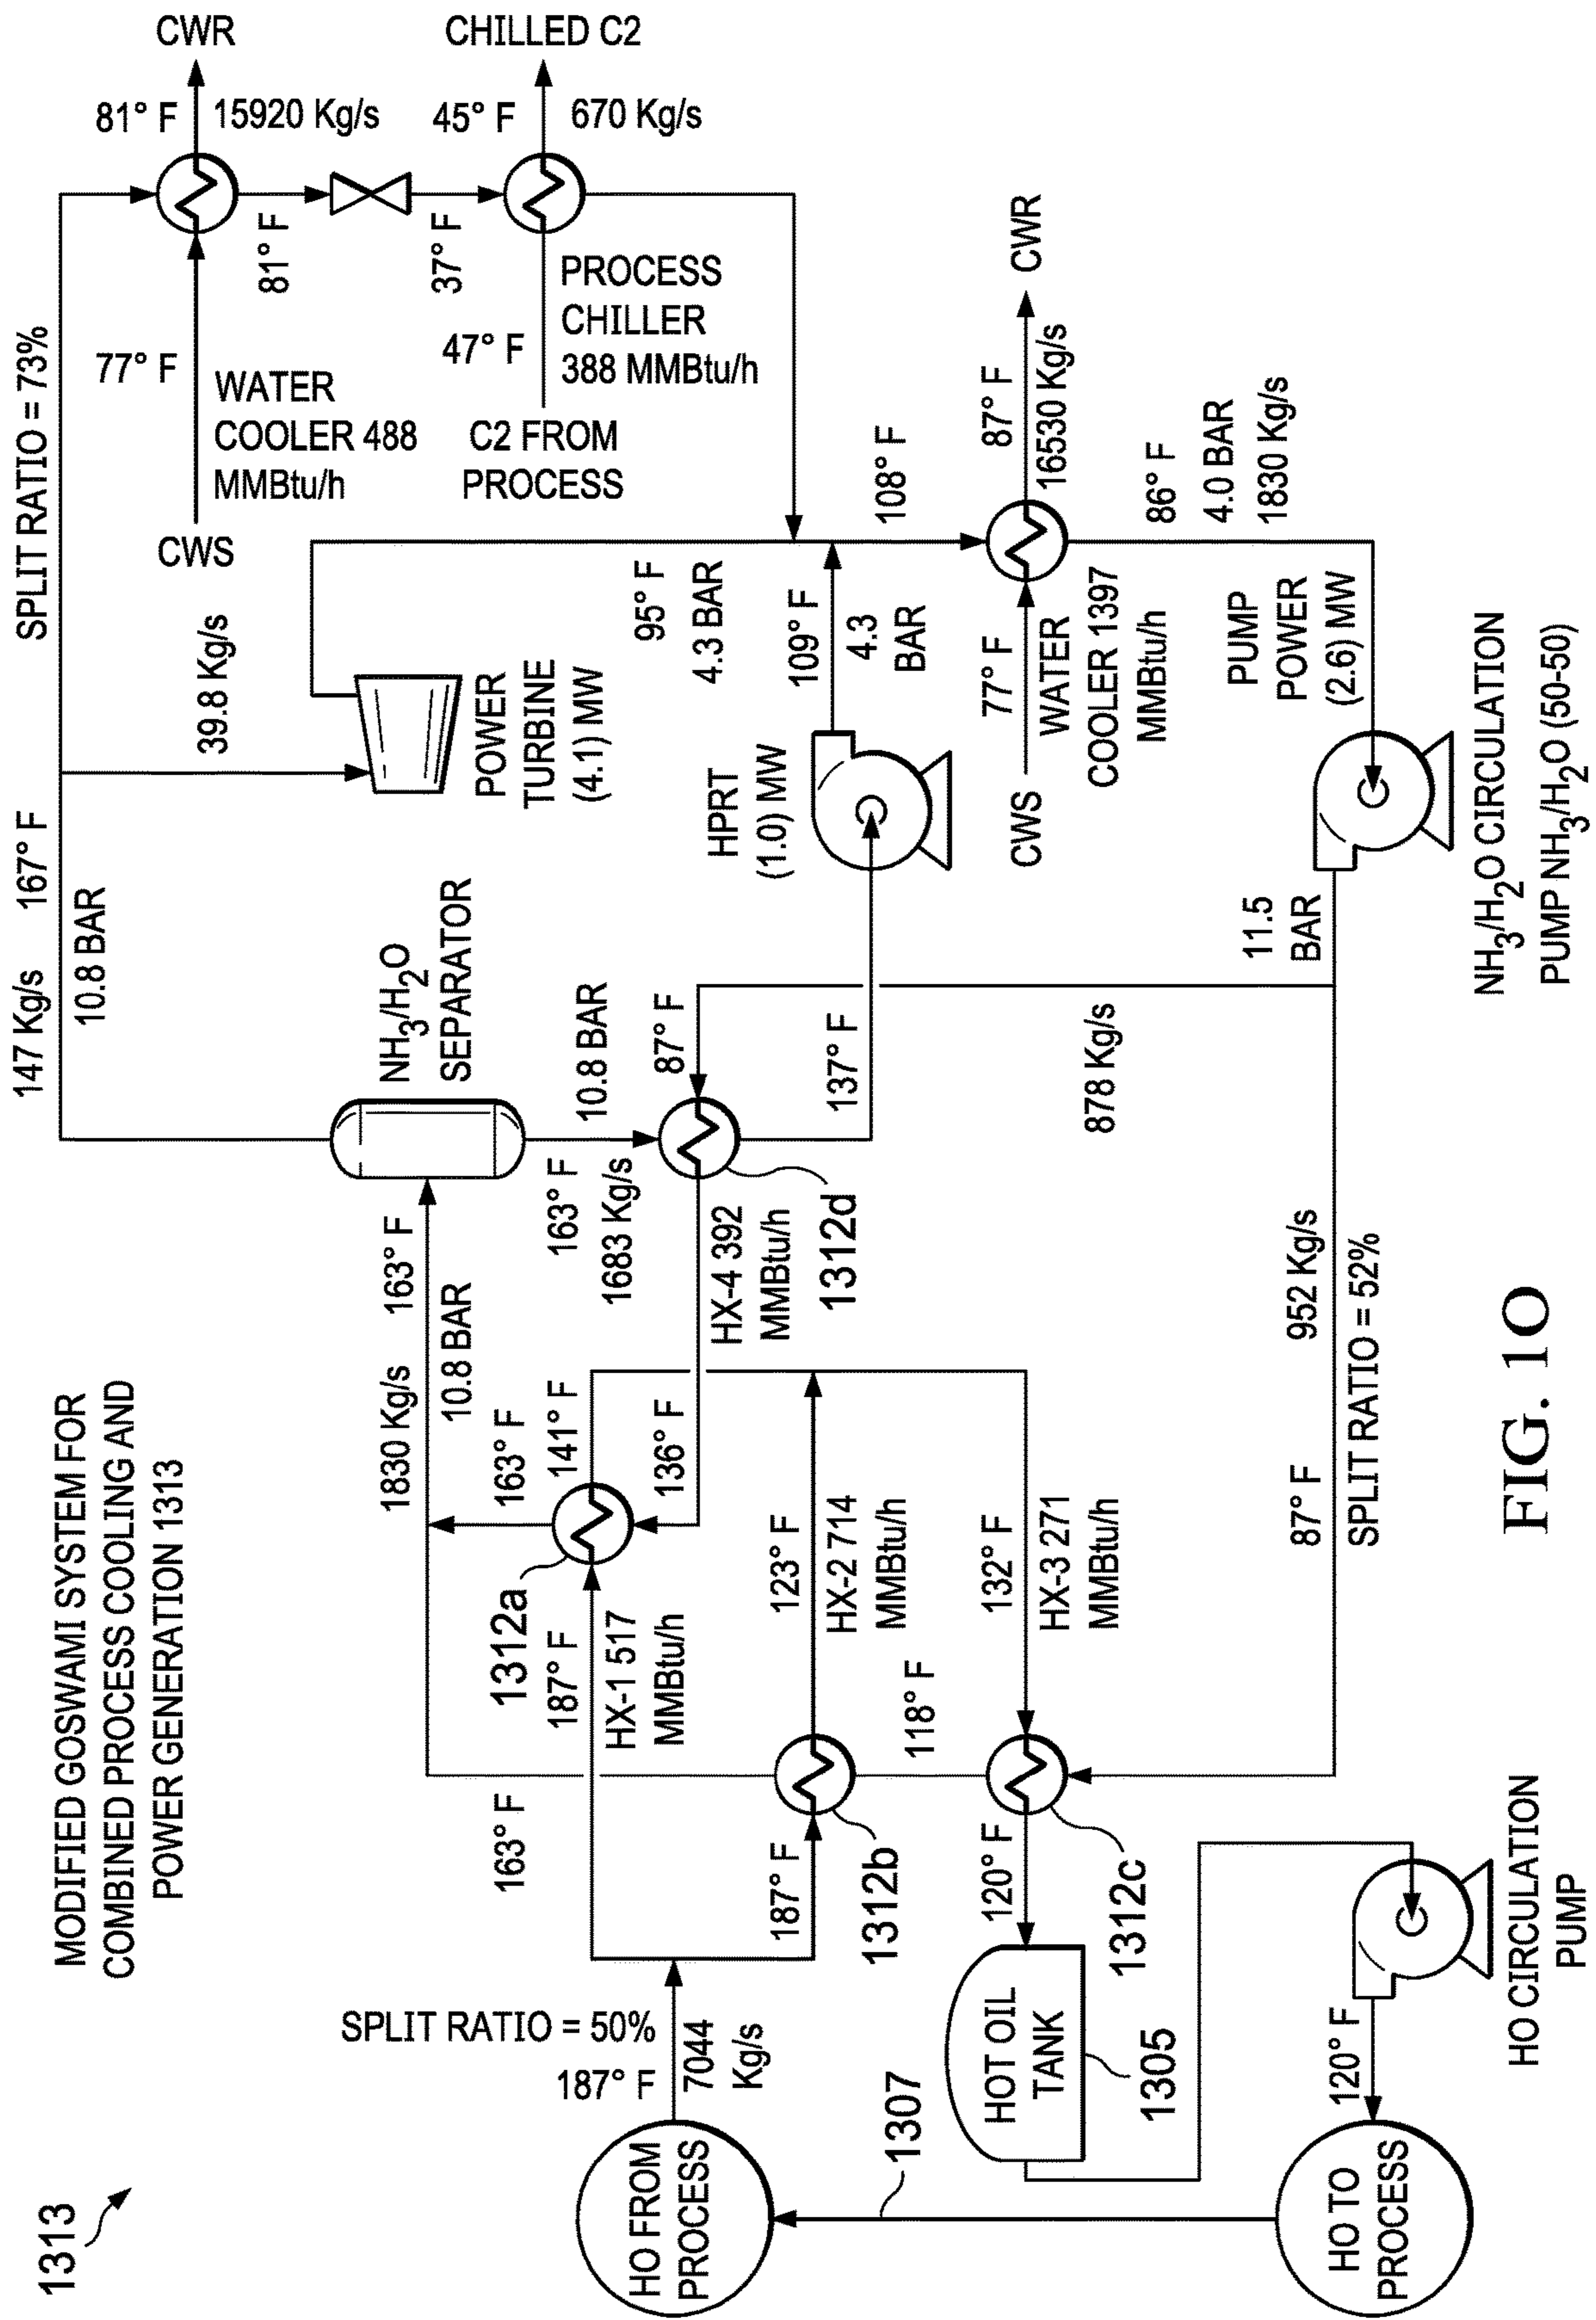 1313
MODIFIED GOSWAMI SYSTEM FOR
COMBINED PROCESS COOLING AND
POWER GENERATION 1313
147 Kg/s
167° F
10.8 BAR
SPLIT RATIO = 73%
39.8 Kg/s
CWR
81° F
15920 Kg/s
77° F
WATER
COOLER 488
MMBtu/h
CWS
81° F
37° F
CHILLED C2
45° F
670 Kg/s
47° F
PROCESS
CHILLER
388 MMBtu/h
C2 FROM
PROCESS
POWER
TURBINE
(4.1) MW
95° F
4.3 BAR
NH3/H2O
SEPARATOR
1830 Kg/s
163° F
10.8 BAR
163° F
141° F
163° F
1683 Kg/s
10.8 BAR
87° F
HX-4 392
MMBtu/h
1312d
136° F
137° F
HPRT
(1.0) MW
109° F
4.3
BAR
108° F
CWS
77° F
WATER
COOLER 1397
MMBtu/h
87° F
16530 Kg/s
CWR
86° F
4.0 BAR
1830 Kg/s
PUMP
POWER
(2.6) MW
NH3/H2O CIRCULATION
PUMP NH3/H2O (50-50)
11.5
BAR
878 Kg/s
952 Kg/s
87° F
SPLIT RATIO = 52%
1312a
187° F
HX-1 517
MMBtu/h
163° F
123° F
HX-2 714
MMBtu/h
118° F
132° F
HX-3 271
MMBtu/h
187° F
1312b
120° F
1312c
SPLIT RATIO = 50%
187° F
7044
Kg/s
HO FROM
PROCESS
HOT OIL
TANK
1305
1307
120° F
HO TO
PROCESS
HO CIRCULATION
PUMP
FIG. 1O